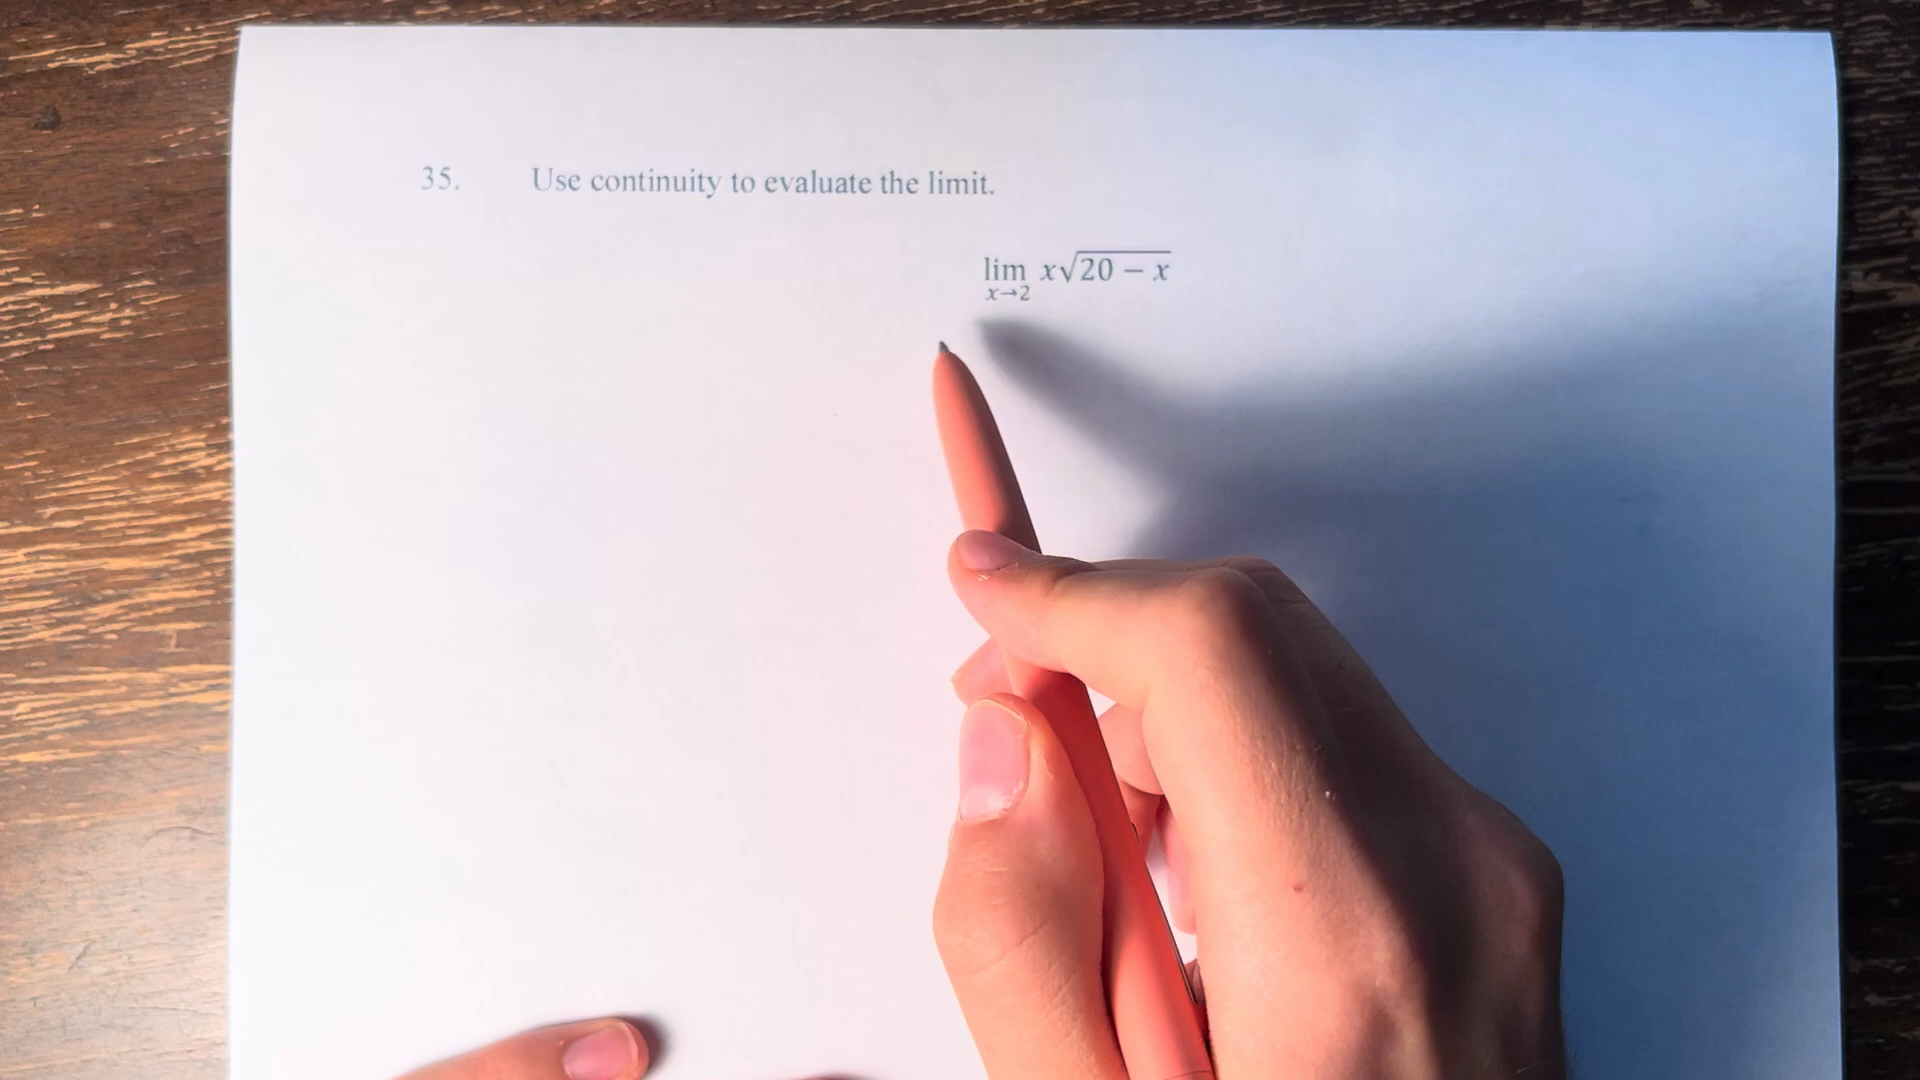 35. Use continuity to evaluate the limit.
lim x→2 x√20 − x